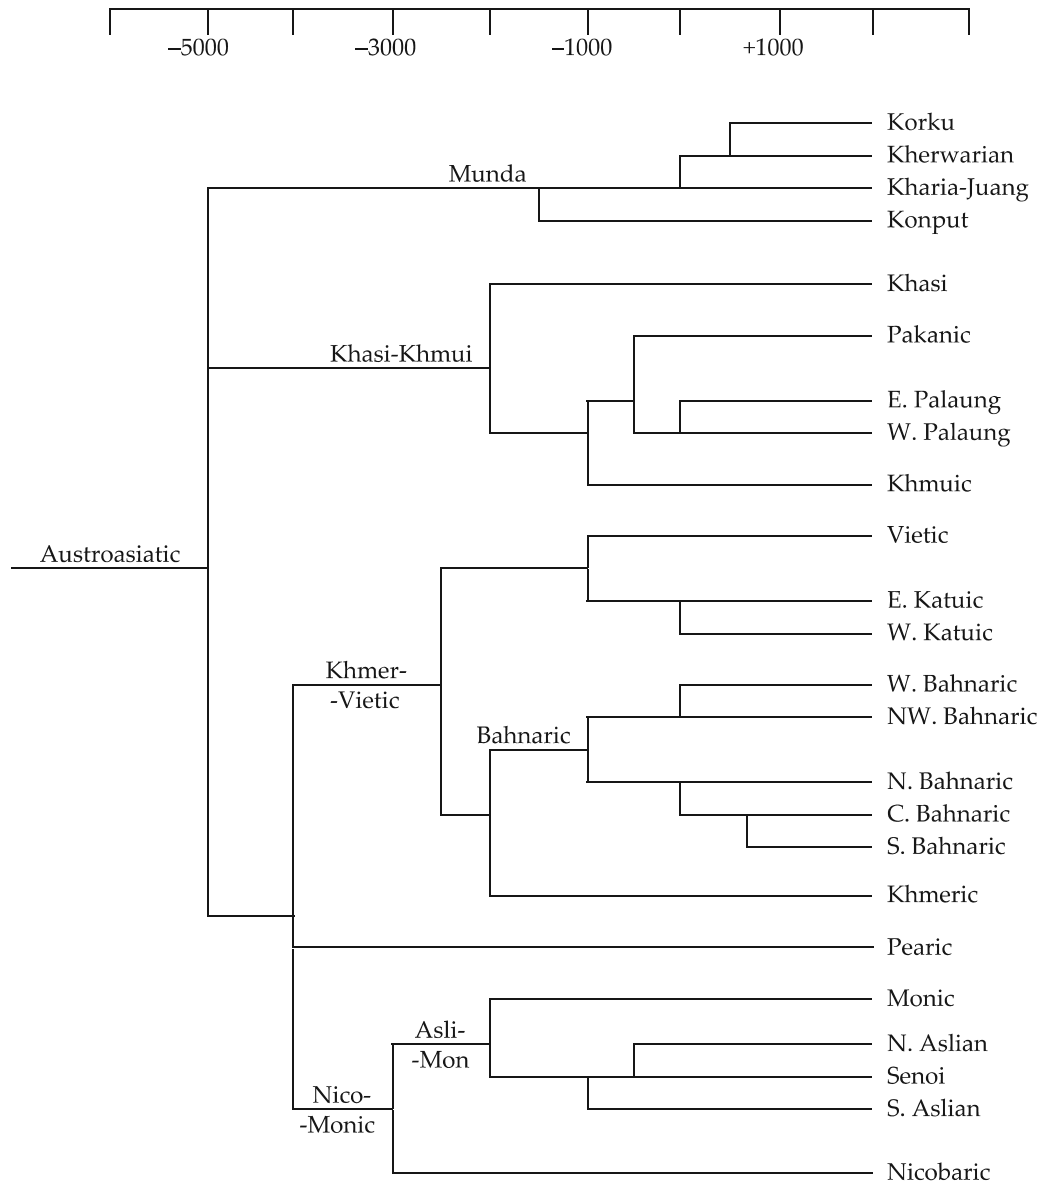 –5000 –3000 –1000 +1000
Korku
Kherwarian
Munda
Kharia-Juang
Konput
Khasi
Pakanic
Khasi-Khmui
E. Palaung
W. Palaung
Khmuic
Vietic
Austroasiatic
E. Katuic
W. Katuic
Khmer-
-Vietic
W. Bahnaric
NW. Bahnaric
Bahnaric
N. Bahnaric
C. Bahnaric
S. Bahnaric
Khmeric
Pearic
Monic
Asli-
-Mon
N. Aslian
Senoi
S. Aslian
Nico-
-Monic
Nicobaric